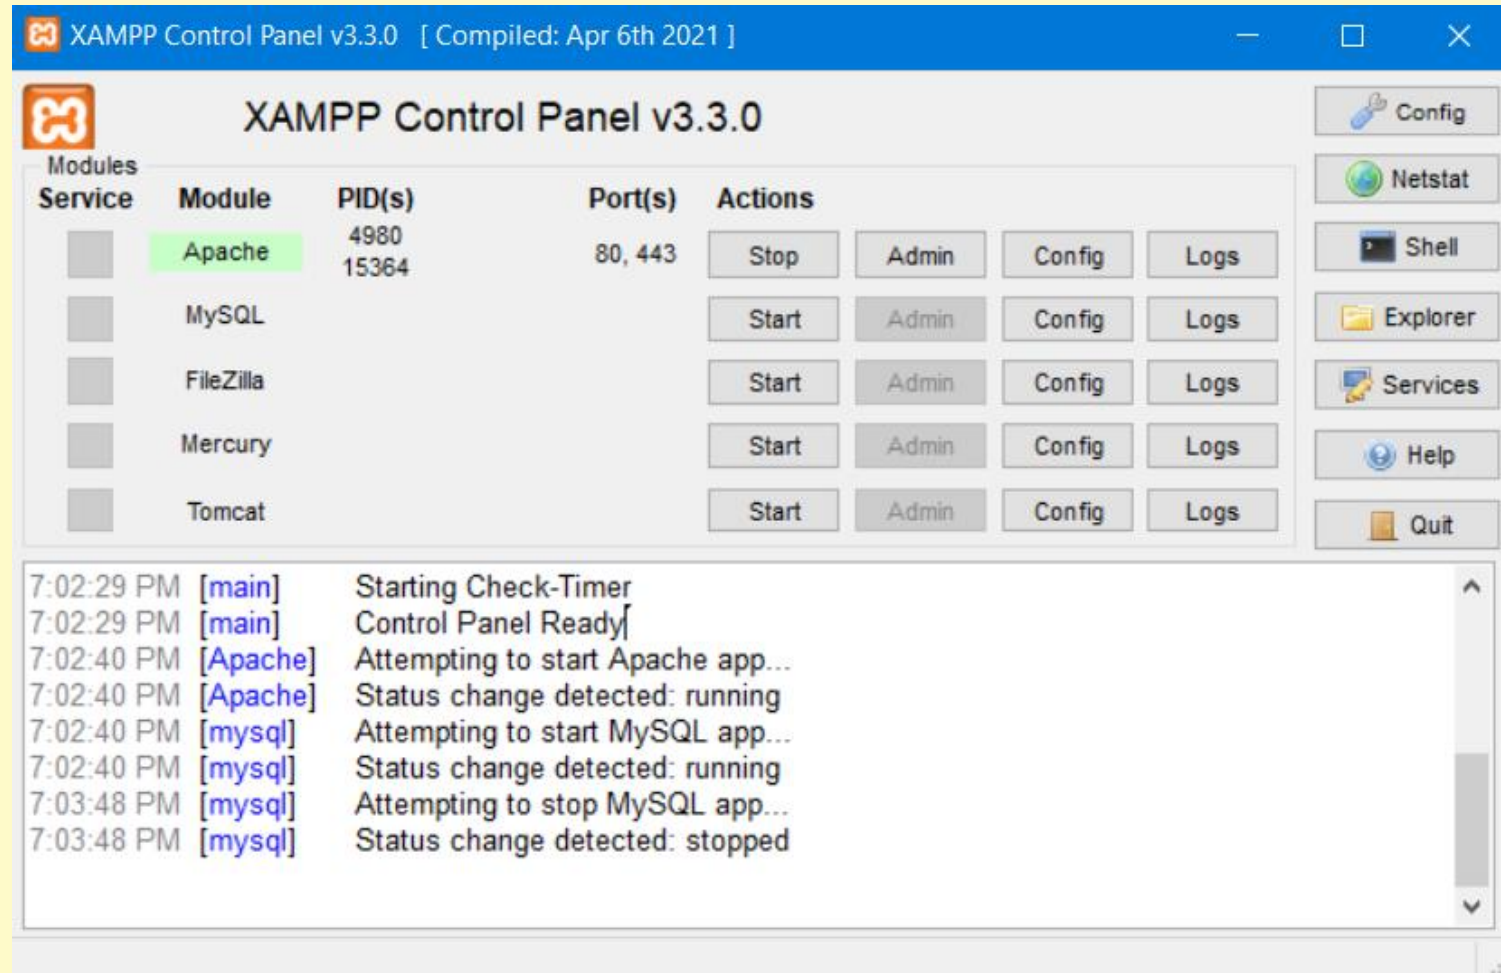 XAMPP Control Panel v3.3.0 [ Compiled: Apr 6th 2021 ]
XAMPP Control Panel v3.3.0
Modules
Service Module PID(s) Port(s) Actions
Apache 4980 15364 80, 443 Stop Admin Config Logs
MySQL Start Admin Config Logs
FileZilla Start Admin Config Logs
Mercury Start Admin Config Logs
Tomcat Start Admin Config Logs
Config
Netstat
Shell
Explorer
Services
Help
Quit
7:02:29 PM [main] Starting Check-Timer
7:02:29 PM [main] Control Panel Ready
7:02:40 PM [Apache] Attempting to start Apache app...
7:02:40 PM [Apache] Status change detected: running
7:02:40 PM [mysql] Attempting to start MySQL app...
7:02:40 PM [mysql] Status change detected: running
7:03:48 PM [mysql] Attempting to stop MySQL app...
7:03:48 PM [mysql] Status change detected: stopped